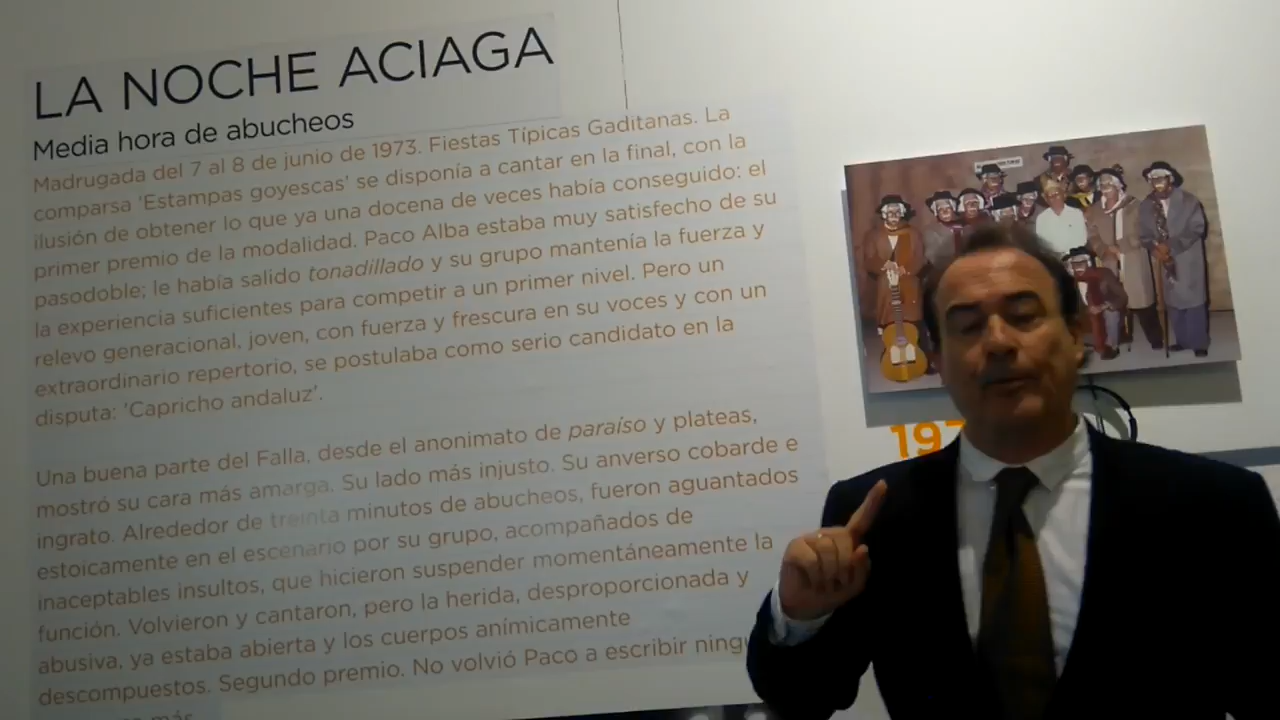 LA NOCHE ACIAGA
Media hora de abucheos
Madrugada del 7 al 8 de junio de 1973. Fiestas Típicas Gaditanas. La
comparsa 'Estampas goyescas' se disponía a cantar en la final, con la
ilusión de obtener lo que ya una docena de veces había conseguido: el
primer premio de la modalidad. Paco Alba estaba muy satisfecho de su
pasodoble; le había salido tonadillado y su grupo mantenía la fuerza y
la experiencia suficientes para competir a un primer nivel. Pero un
relevo generacional, joven, con fuerza y frescura en su voces y con un
extraordinario repertorio, se postulaba como serio candidato en la
disputa: 'Capricho andaluz'.
Una buena parte del Falla, desde el anonimato de paraíso y plateas,
mostró su cara más amarga. Su lado más injusto. Su anverso cobarde e
ingrato. Alrededor de treinta minutos de abucheos, fueron aguantados
estoicamente en el escenario por su grupo, acompañados de
inaceptables insultos, que hicieron suspender momentáneamente la
función. Volvieron y cantaron, pero la herida, desproporcionada y
abusiva, ya estaba abierta y los cuerpos anímicamente
descompuestos. Segundo premio. No volvió Paco a escribir ning
más.
197